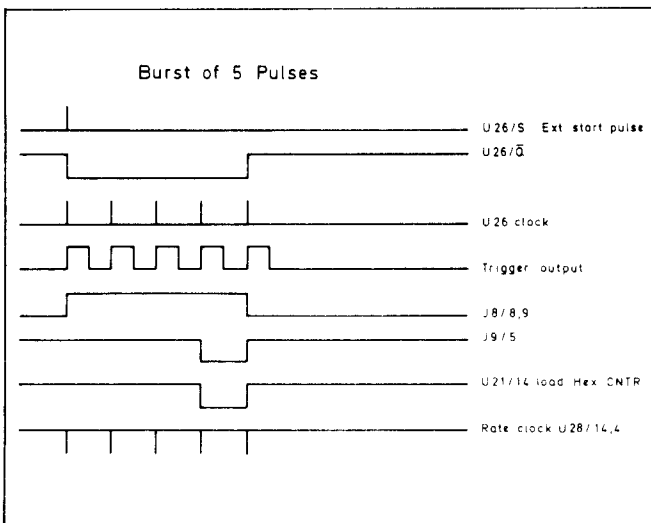 Burst of 5 Pulses
U26/S Ext start pulse
U26/Q̅
U26 clock
Trigger output
J8/8,9
J9/5
U21/14 load Hex CNTR
Rate clock U28/14,4